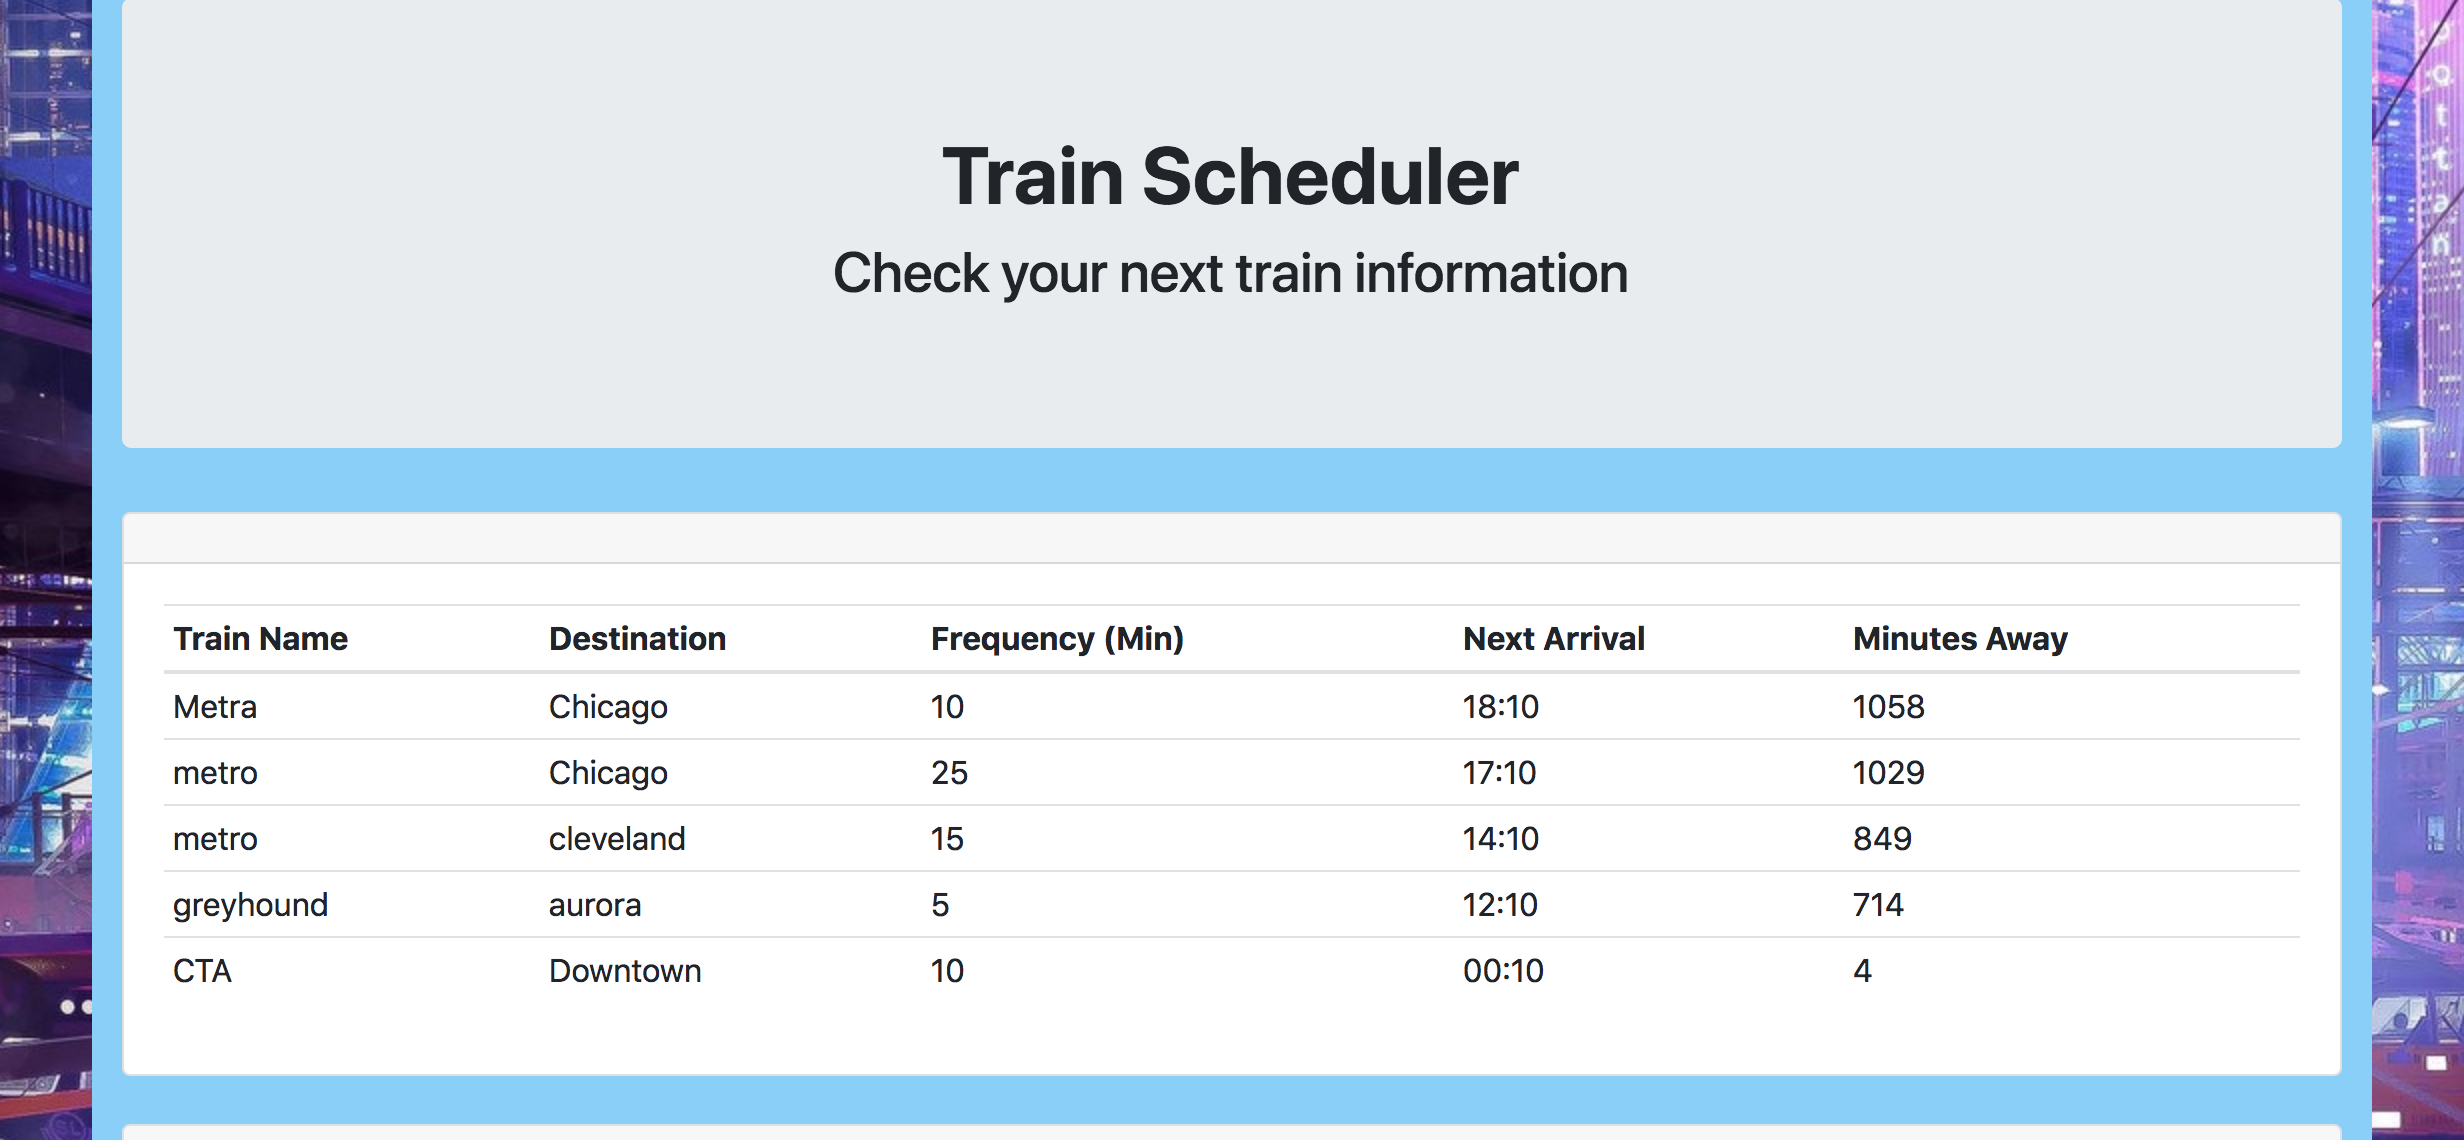 Train Scheduler
Check your next train information
Train Name Destination Frequency (Min) Next Arrival Minutes Away
Metra Chicago 10 18:10 1058
metro Chicago 25 17:10 1029
metro cleveland 15 14:10 849
greyhound aurora 5 12:10 714
CTA Downtown 10 00:10 4